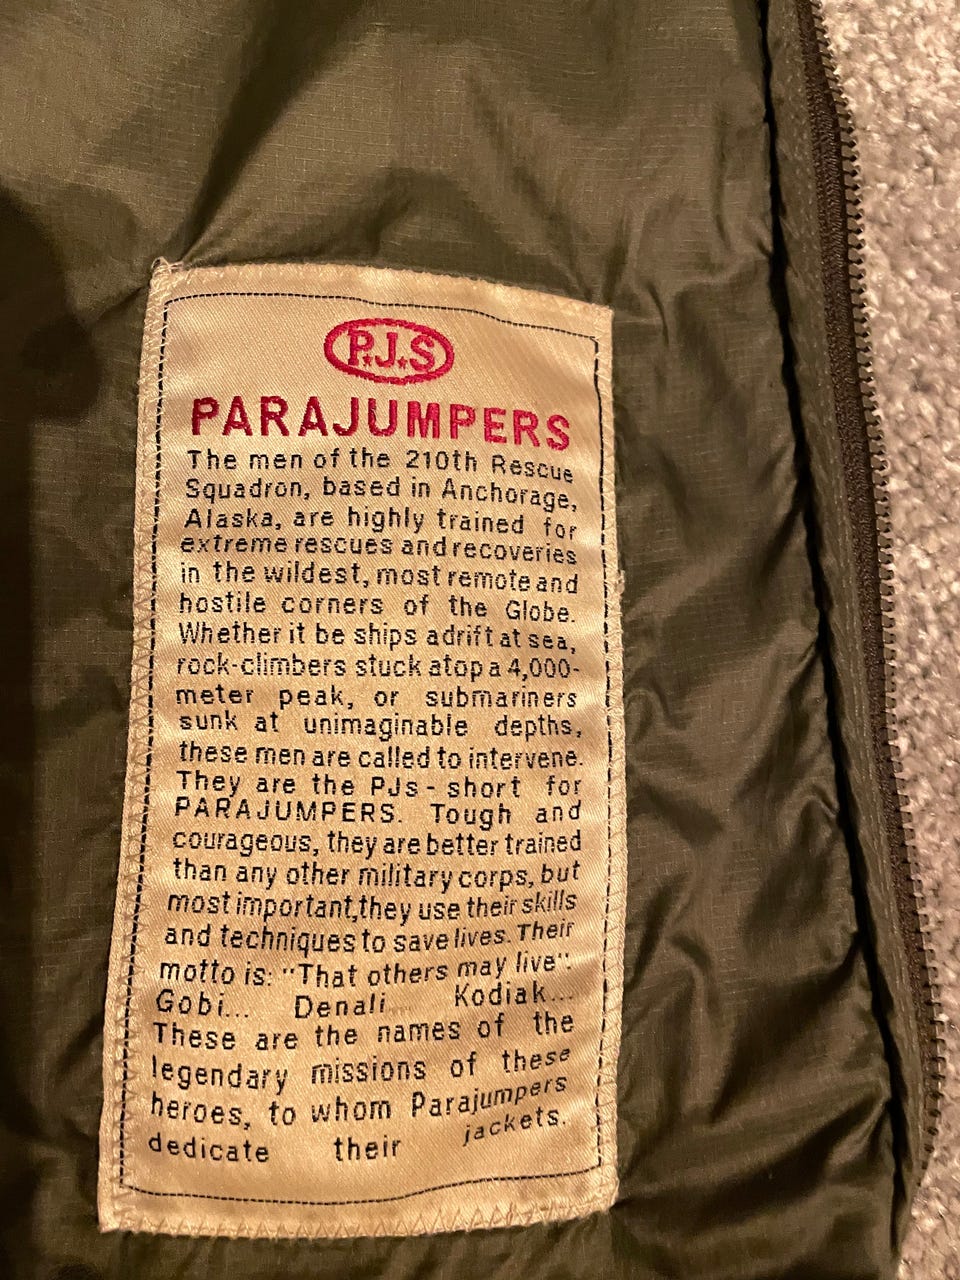 P.J.S
PARAJUMPERS
The men of the 210th Rescue
Squadron, based in Anchorage,
Alaska, are highly trained for
extreme rescues and recoveries
in the wildest, most remote and
hostile corners of the Globe.
Whether it be ships adrift at sea,
rock-climbers stuck atop a 4,000-
meter peak, or submariners
sunk at unimaginable depths,
these men are called to intervene.
They are the PJs - short for
PARAJUMPERS. Tough and
courageous, they are better trained
than any other military corps, but
most important,they use their skills
and techniques to save lives. Their
motto is: "That others may live".
Gobi... Denali... Kodiak...
These are the names of the
legendary missions of these
heroes, to whom Parajumpers
dedicate their jackets.